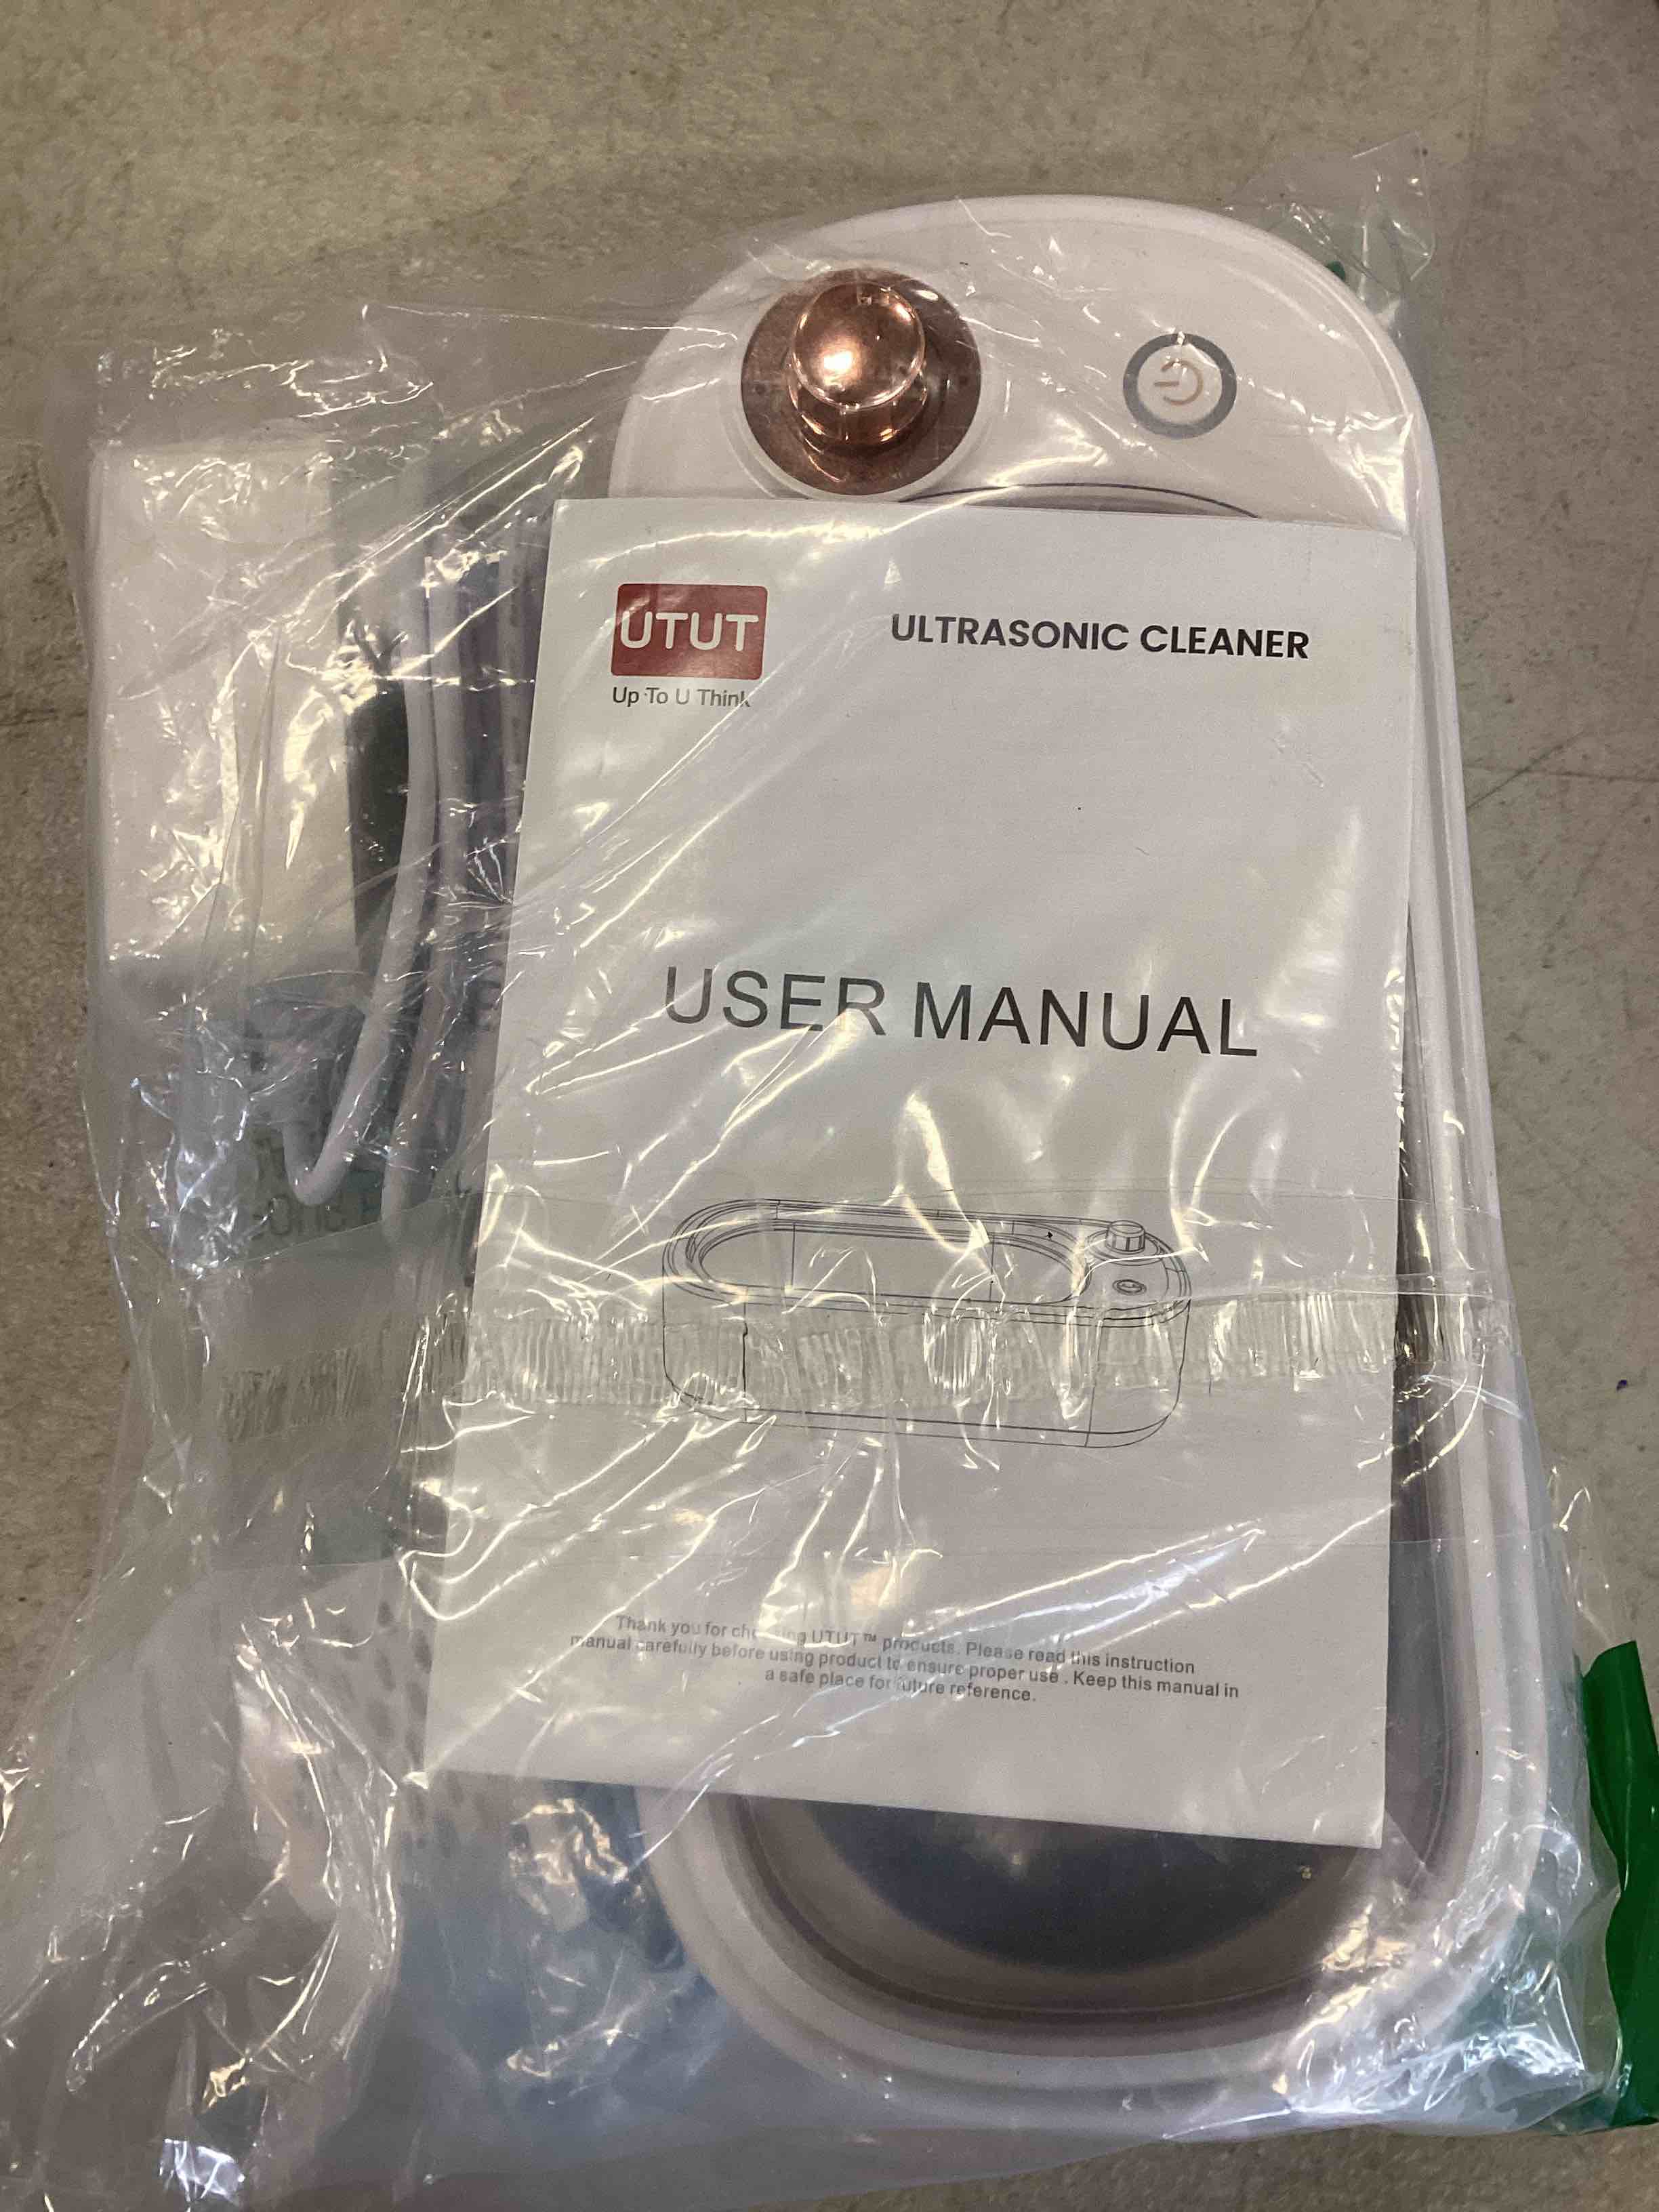 UTUT
Up To U Think
ULTRASONIC CLEANER
USER MANUAL
Thank you for choosing UTUT™ products. Please read this instruction
manual carefully before using product to ensure proper use . Keep this manual in
a safe place for future reference.